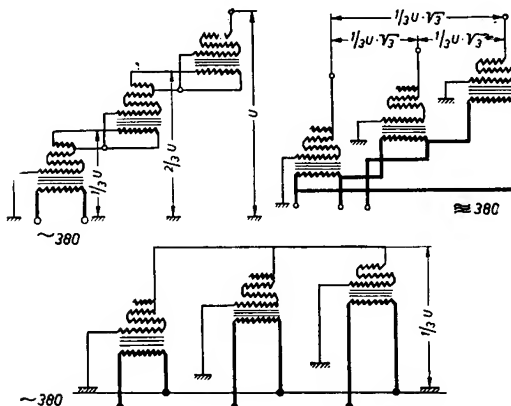 1/3 U·√3
1/3 U·√3 1/3 U·√3
1/3 U
2/3 U
U
~380
≋ 380
1/3 U
~380